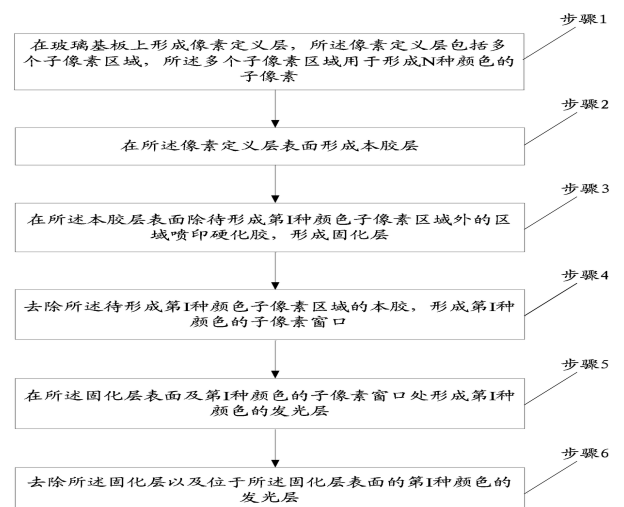 步骤1
在玻璃基板上形成像素定义层，所述像素定义层包括多
个子像素区域，所述多个子像素区域用于形成N种颜色的
子像素
步骤2
在所述像素定义层表面形成本胶层
步骤3
在所述本胶层表面除待形成第I种颜色子像素区域外的区
域喷印硬化胶，形成固化层
步骤4
去除所述待形成第I种颜色子像素区域的本胶，形成第I种
颜色的子像素窗口
步骤5
在所述固化层表面及第I种颜色的子像素窗口处形成第I种
颜色的发光层
步骤6
去除所述固化层以及位于所述固化层表面的第I种颜色的
发光层